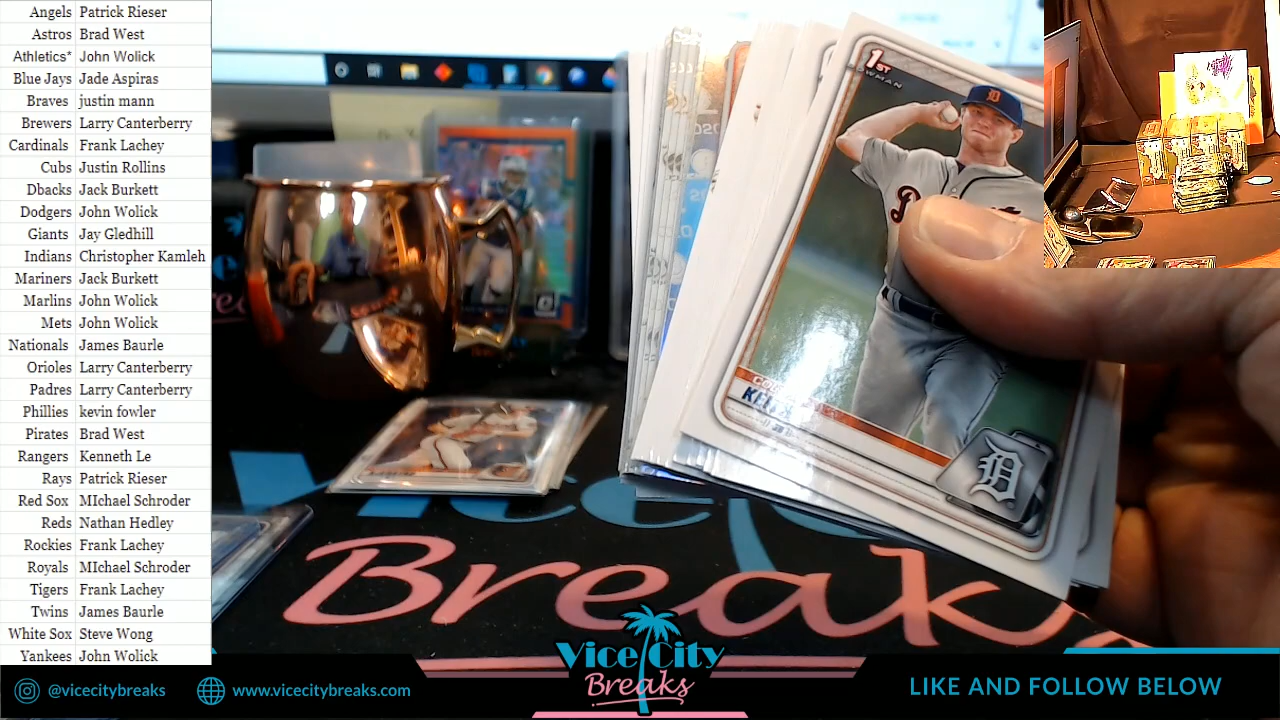 Angels Patrick Rieser
Astros Brad West
Athletics* John Wolick
Blue Jays Jade Aspiras
Braves justin mann
Brewers Larry Canterberry
Cardinals Frank Lachey
Cubs Justin Rollins
Dbacks Jack Burkett
Dodgers John Wolick
Giants Jay Gledhill
Indians Christopher Kamleh
Mariners Jack Burkett
Marlins John Wolick
Mets John Wolick
Nationals James Baurle
Orioles Larry Canterberry
Padres Larry Canterberry
Phillies kevin fowler
Pirates Brad West
Rangers Kenneth Le
Rays Patrick Rieser
Red Sox MIchael Schroder
Reds Nathan Hedley
Rockies Frank Lachey
Royals MIchael Schroder
Tigers Frank Lachey
Twins James Baurle
White Sox Steve Wong
Yankees John Wolick
1ST
BOWMAN
D
D
Vice
Breaks
Vice City
Breaks
@vicecitybreaks
www.vicecitybreaks.com
LIKE AND FOLLOW BELOW